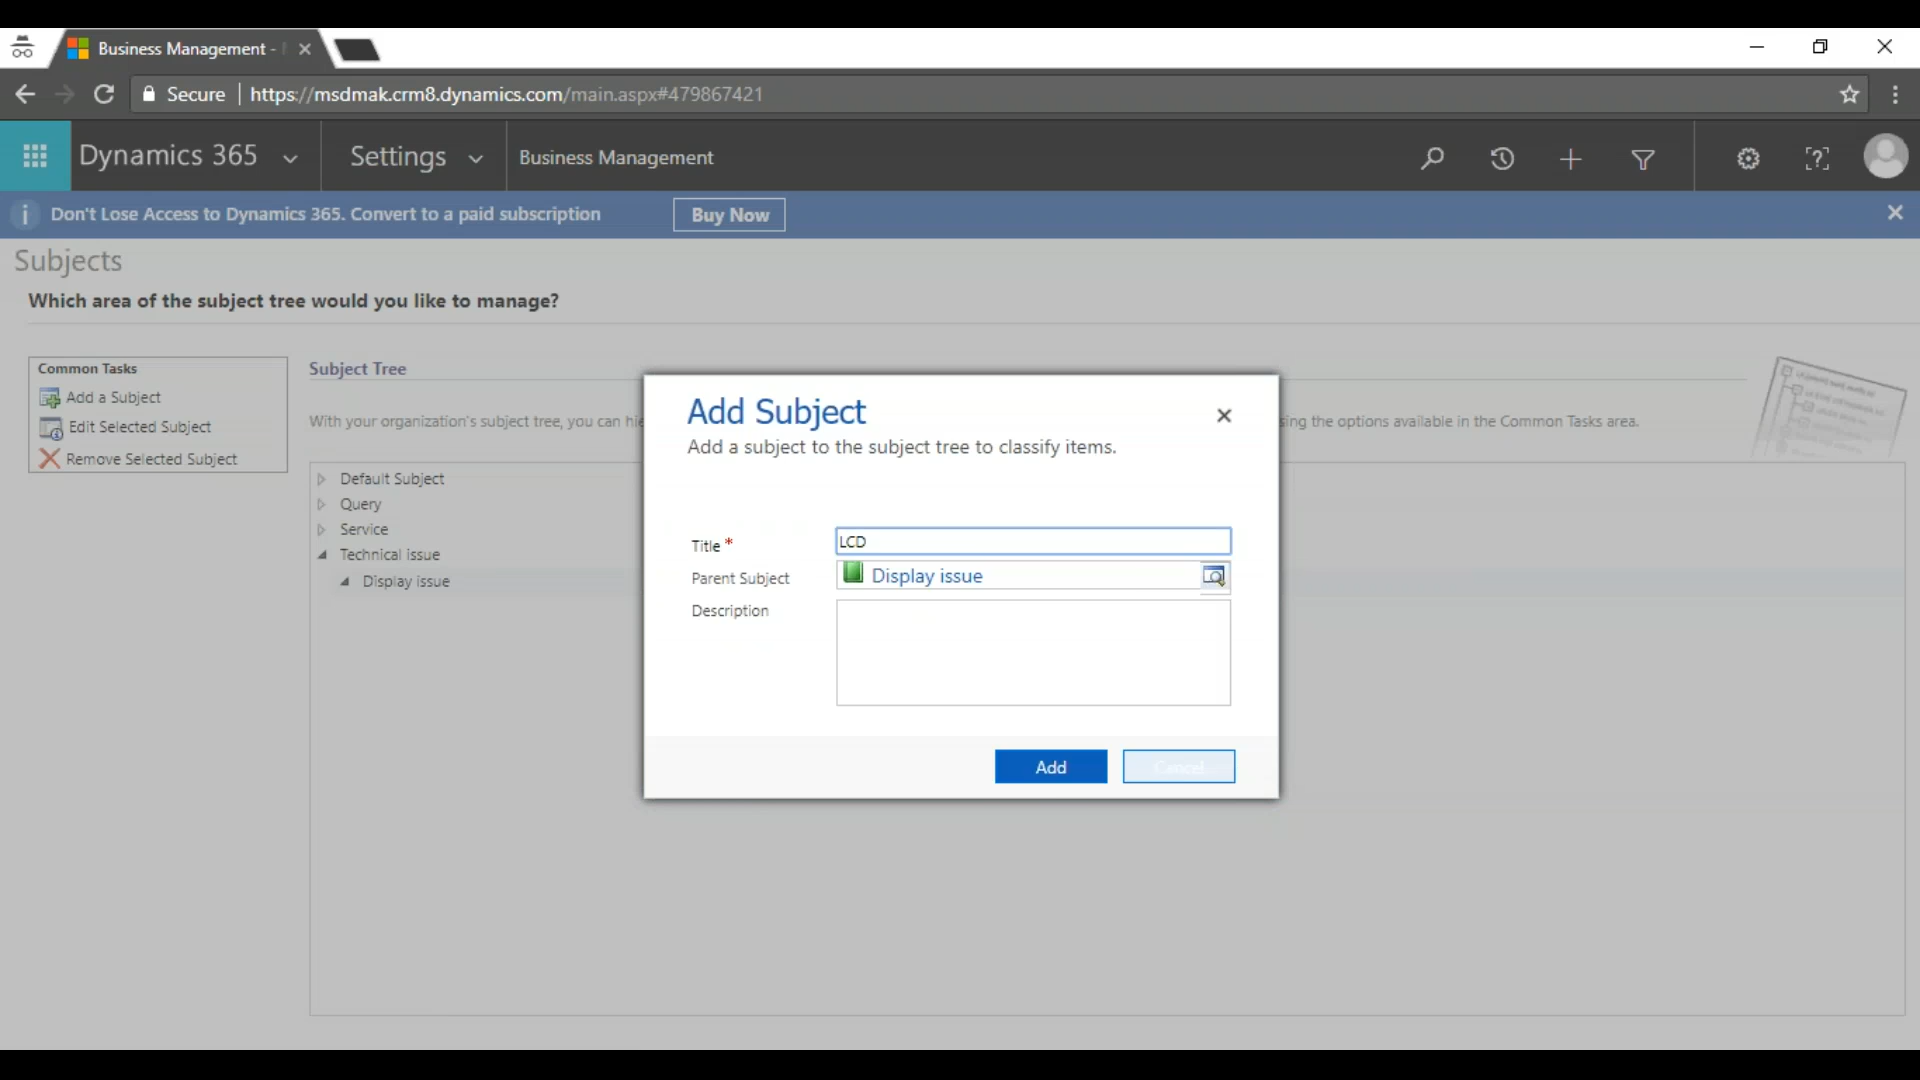 Business Management -
Secure
https://msdmak.crm8.dynamics.com/main.aspx#479867421
Dynamics 365
Settings
Business Management
Don't Lose Access to Dynamics 365. Convert to a paid subscription
Buy Now
Subjects
Which area of the subject tree would you like to manage?
Common Tasks
Add a Subject
Edit Selected Subject
Remove Selected Subject
Subject Tree
With your organization's subject tree, you can
sing the options available in the Common Tasks area.
Default Subject
Query
Service
Technical issue
Display issue
Add Subject
Add a subject to the subject tree to classify items.
Title *
LCD
Parent Subject
Display issue
Description
Add
Cancel